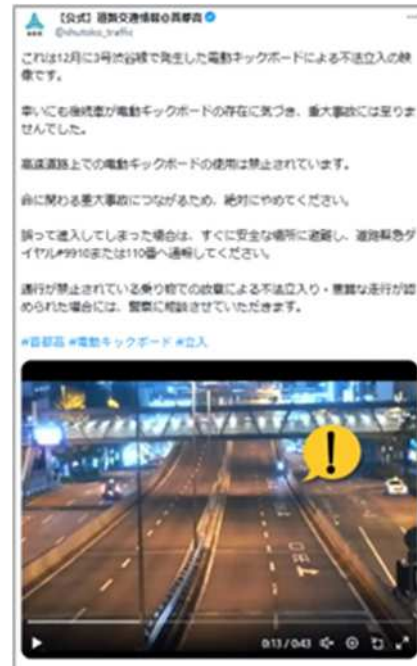 【公式】道路交通情報@首都高
@shutoko_traffic
これは12月に3号渋谷線で発生した電動キックボードによる不法立入の映
像です。
幸いにも後続車が電動キックボードの存在に気づき、重大事故には至りま
せんでした。
高速道路上での電動キックボードの使用は禁止されています。
命に関わる重大事故につながるため、絶対にやめてください。
誤って進入してしまった場合は、すぐに安全な場所に避難し、道路緊急ダ
イヤル#9910または110番へ通報してください。
通行が禁止されている乗り物での故意による不法立入り・悪質な走行が認
められた場合には、警察に相談させていただきます。
#首都高 #電動キックボード #立入
!
0:13 / 0:43